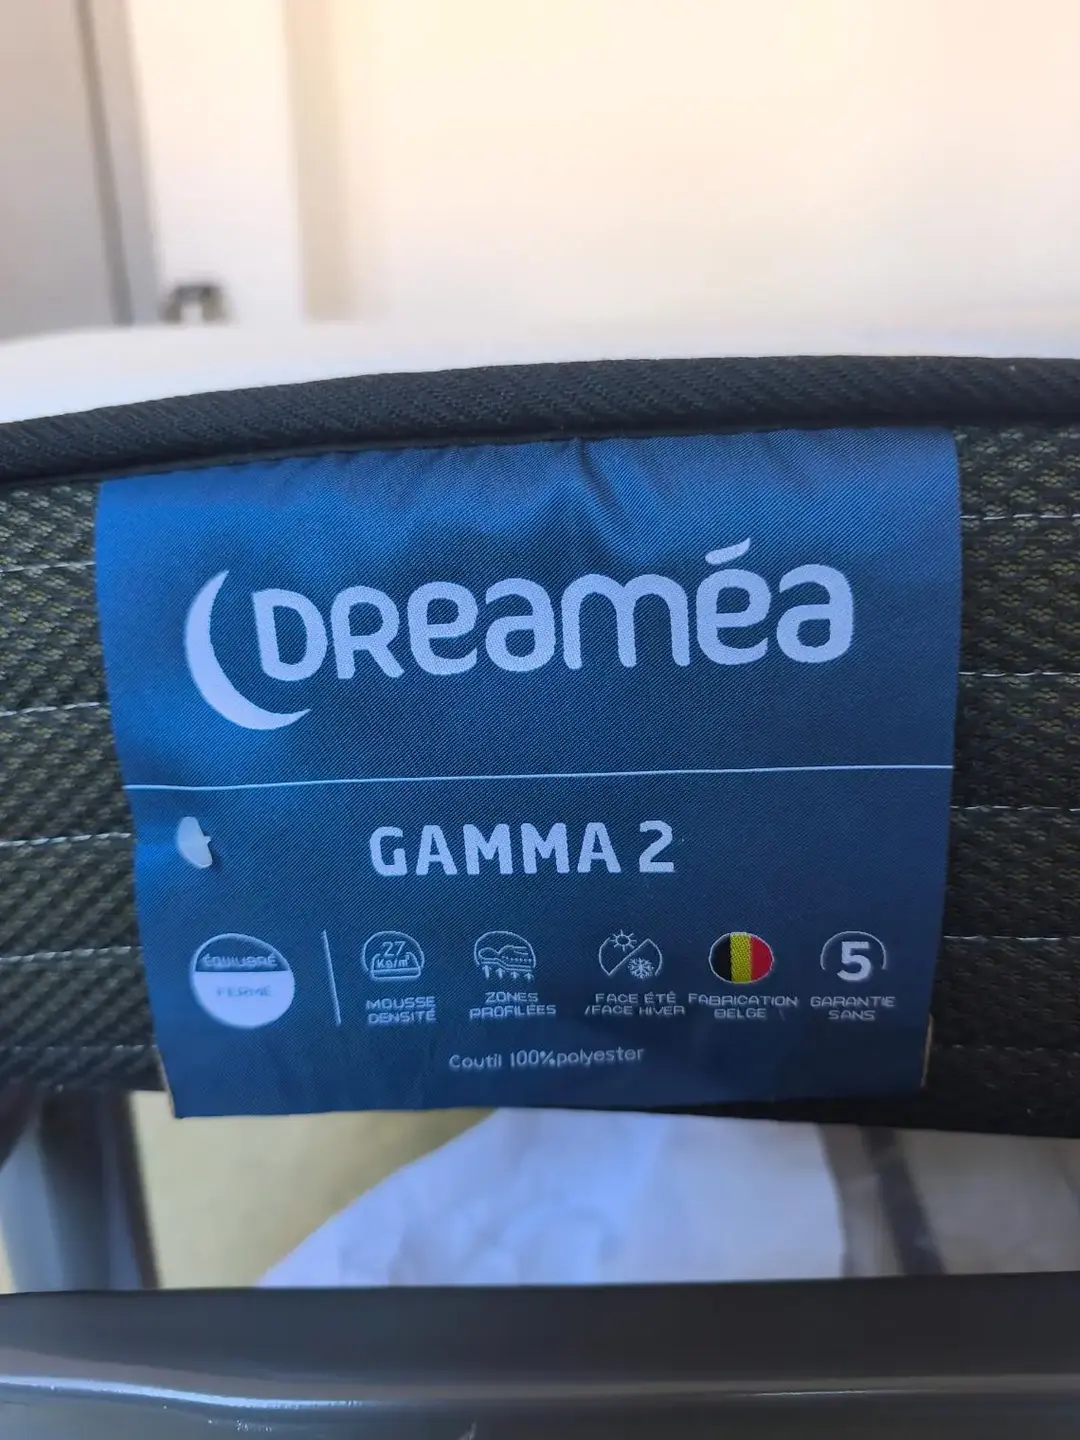 DREAMÉA
GAMMA 2
ÉQUILIBRÉ
FERME
27
Kg/m³
MOUSSE
DENSITÉ
ZONES
PROFILÉES
FACE ÉTÉ
/FACE HIVER
FABRICATION
BELGE
5
GARANTIE
SANS
Coutil 100%polyester